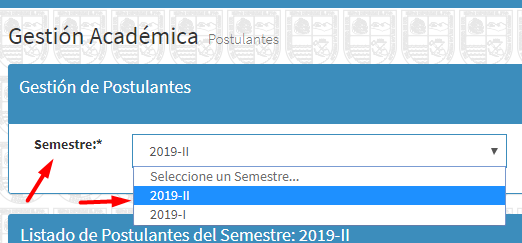 Gestión Académica Postulantes
Gestión de Postulantes
Semestre:* 2019-II
Seleccione un Semestre...
2019-II
2019-I
Listado de Postulantes del Semestre: 2019-II